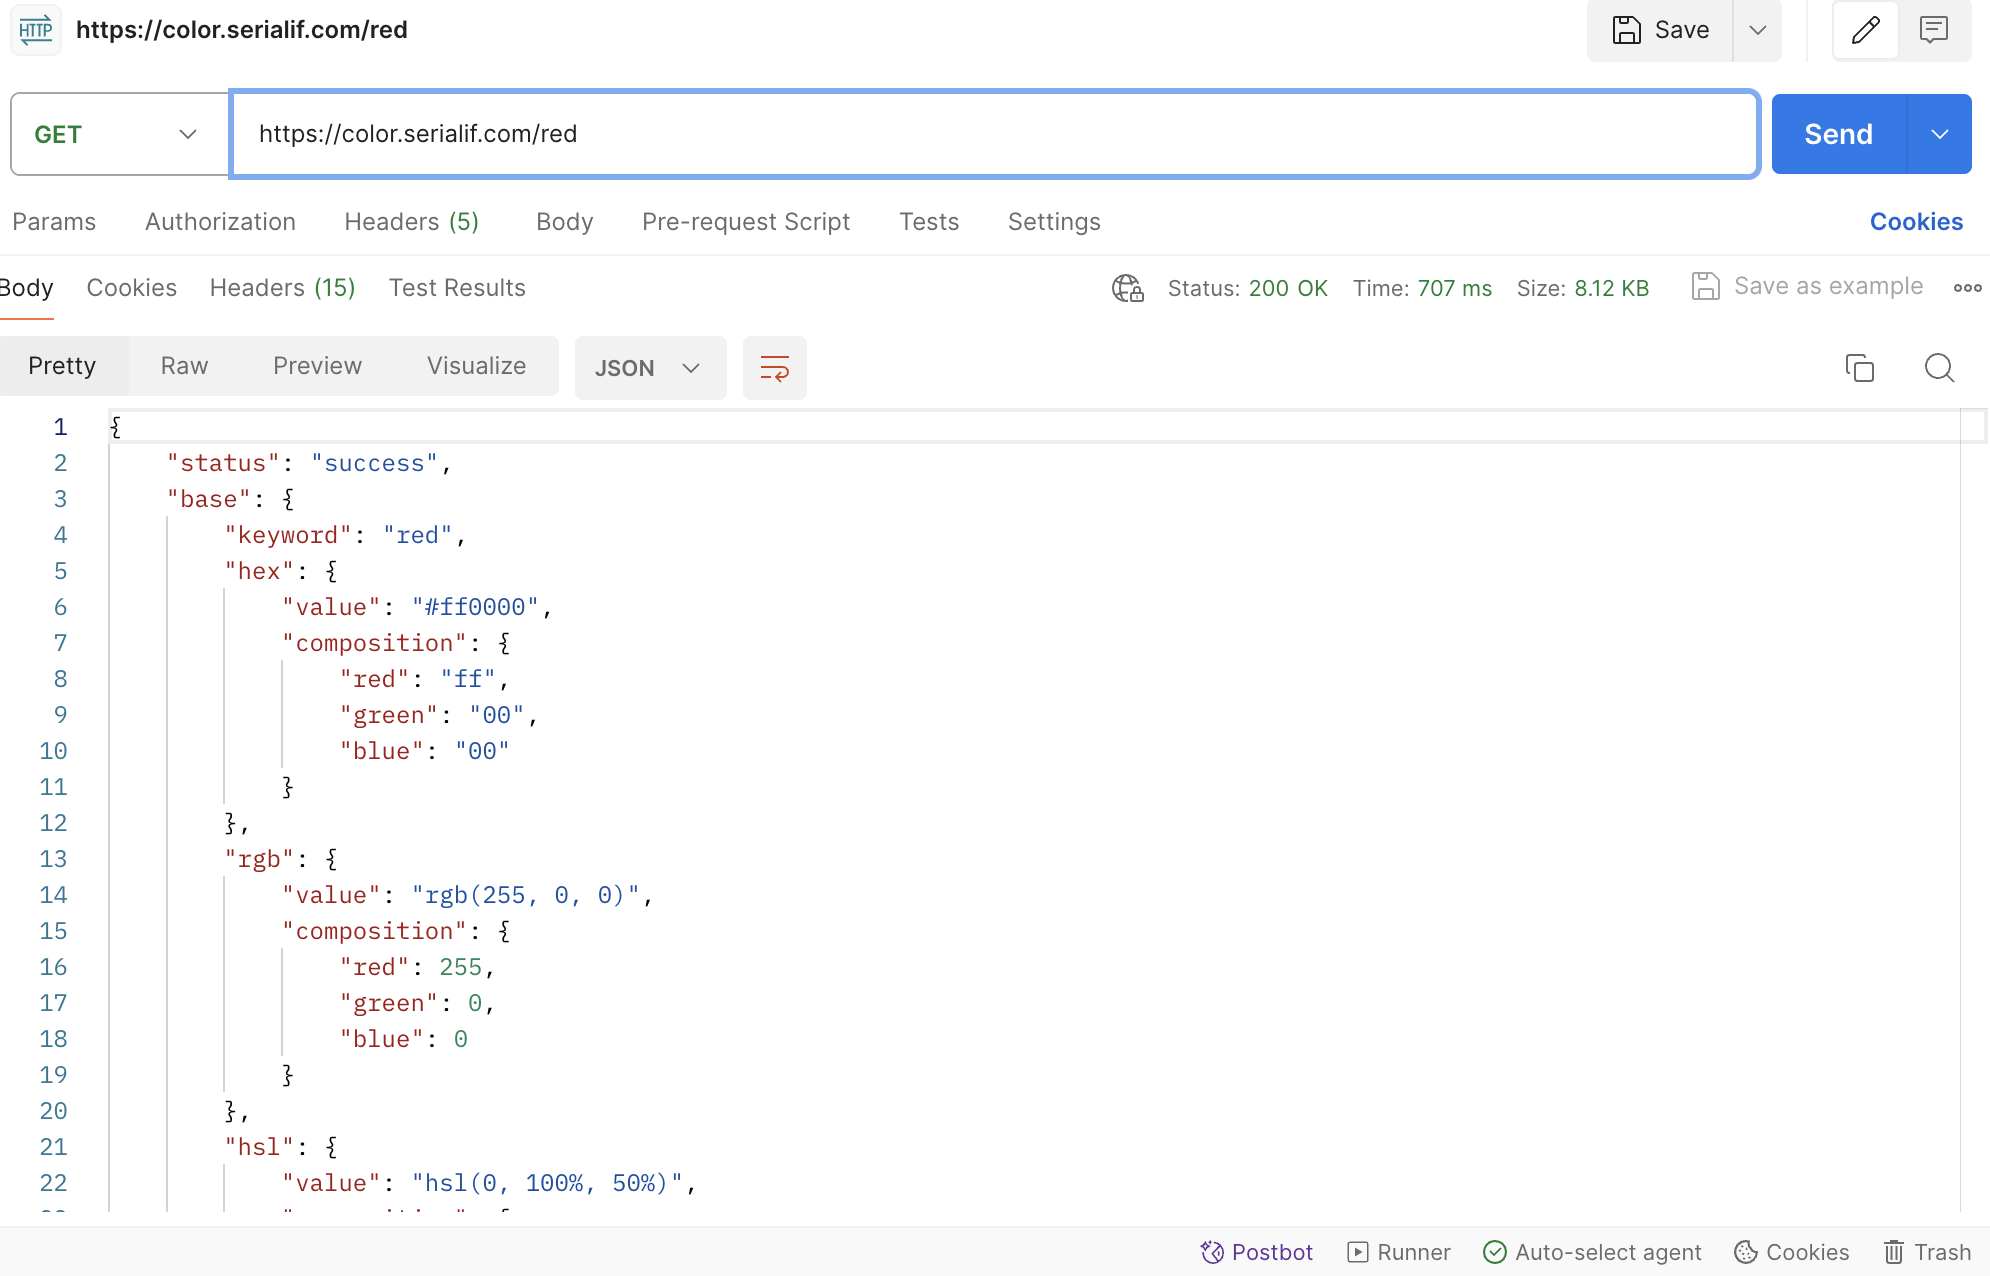 HTTP https://color.serialif.com/red Save
GET https://color.serialif.com/red Send
Params Authorization Headers (5) Body Pre-request Script Tests Settings Cookies
Body Cookies Headers (15) Test Results Status: 200 OK Time: 707 ms Size: 8.12 KB Save as example
Pretty Raw Preview Visualize JSON
1 {
2 "status": "success",
3 "base": {
4 "keyword": "red",
5 "hex": {
6 "value": "#ff0000",
7 "composition": {
8 "red": "ff",
9 "green": "00",
10 "blue": "00"
11 }
12 },
13 "rgb": {
14 "value": "rgb(255, 0, 0)",
15 "composition": {
16 "red": 255,
17 "green": 0,
18 "blue": 0
19 }
20 },
21 "hsl": {
22 "value": "hsl(0, 100%, 50%)",
Postbot Runner Auto-select agent Cookies Trash